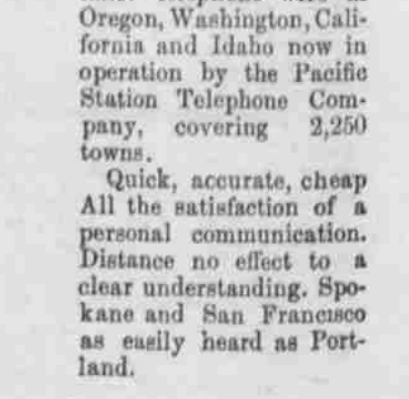 Oregon, Washington, Cali-
fornia and Idaho now in
operation by the Pacific
Station Telephone Com-
pany, covering 2,250
towns.
Quick, accurate, cheap
All the satisfaction of a
personal communication.
Distance no effect to a
clear understanding. Spo-
kane and San Francisco
as easily heard as Port-
land.